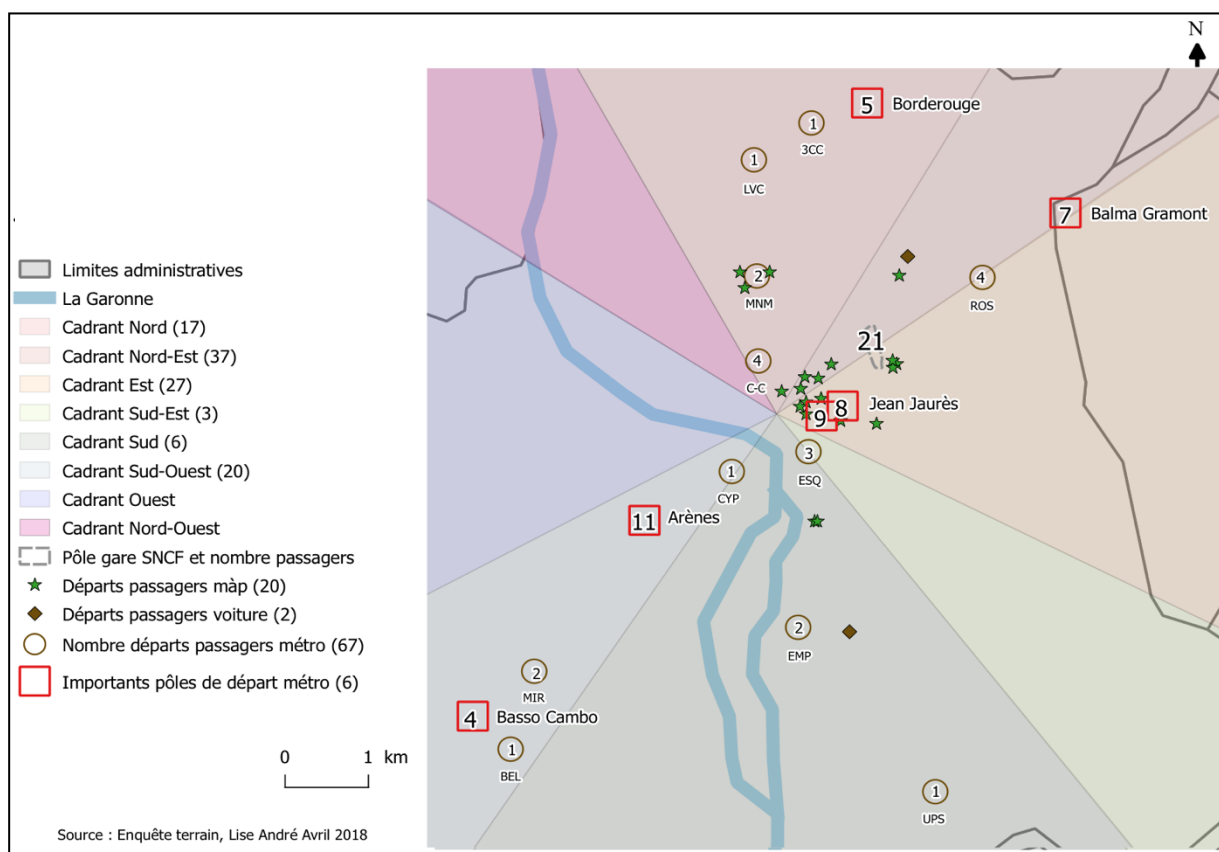 N
5 Borderouge
1
3CC
1
LVC
7 Balma Gramont
2
MNM
4
ROS
21
4
C-C
8 Jean Jaurès
9
3
ESQ
1
CYP
11 Arènes
2
EMP
2
MIR
4 Basso Cambo
1
BEL
1
UPS
Limites administratives
La Garonne
Cadrant Nord (17)
Cadrant Nord-Est (37)
Cadrant Est (27)
Cadrant Sud-Est (3)
Cadrant Sud (6)
Cadrant Sud-Ouest (20)
Cadrant Ouest
Cadrant Nord-Ouest
Pôle gare SNCF et nombre passagers
Départs passagers màp (20)
Départs passagers voiture (2)
Nombre départs passagers métro (67)
Importants pôles de départ métro (6)
0 1 km
Source : Enquête terrain, Lise André Avril 2018